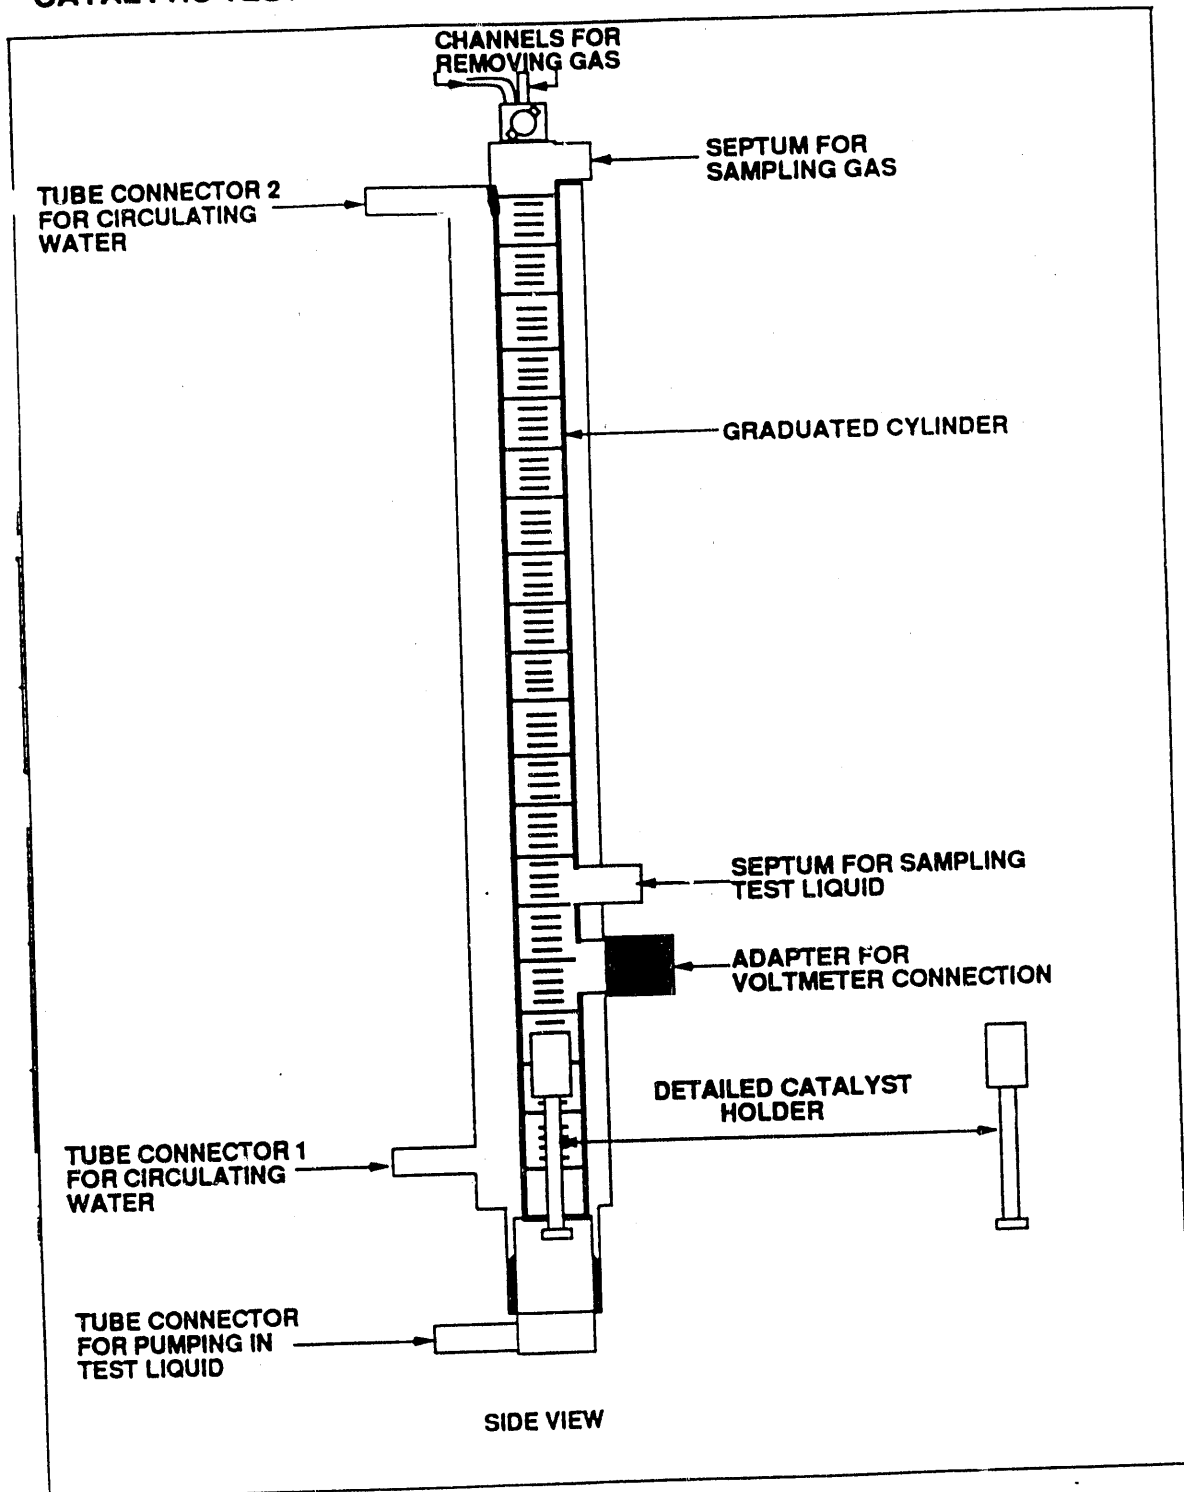 CHANNELS FOR
REMOVING GAS
SEPTUM FOR
SAMPLING GAS
TUBE CONNECTOR 2
FOR CIRCULATING
WATER
GRADUATED CYLINDER
SEPTUM FOR SAMPLING
TEST LIQUID
ADAPTER FOR
VOLTMETER CONNECTION
DETAILED CATALYST
HOLDER
TUBE CONNECTOR 1
FOR CIRCULATING
WATER
TUBE CONNECTOR
FOR PUMPING IN
TEST LIQUID
SIDE VIEW